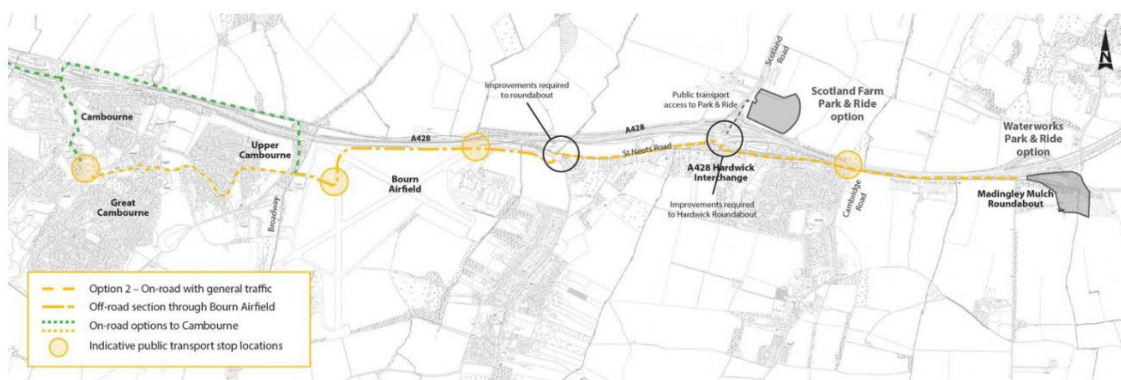 Scotland
Road
N
Improvements required
to roundabout
Public transport
access to Park & Ride
Scotland Farm
Park & Ride
option
Waterworks
Park & Ride
option
Cambourne
A428
A428
Upper
Cambourne
St Neots Road
A428 Hardwick
Interchange
Bourn
Airfield
Great
Cambourne
Broadway
Improvements required
to Hardwick Roundabout
Cambridge
Road
Madingley Mulch
Roundabout
Option 2 – On-road with general traffic
Off-road section through Bourn Airfield
On-road options to Cambourne
Indicative public transport stop locations